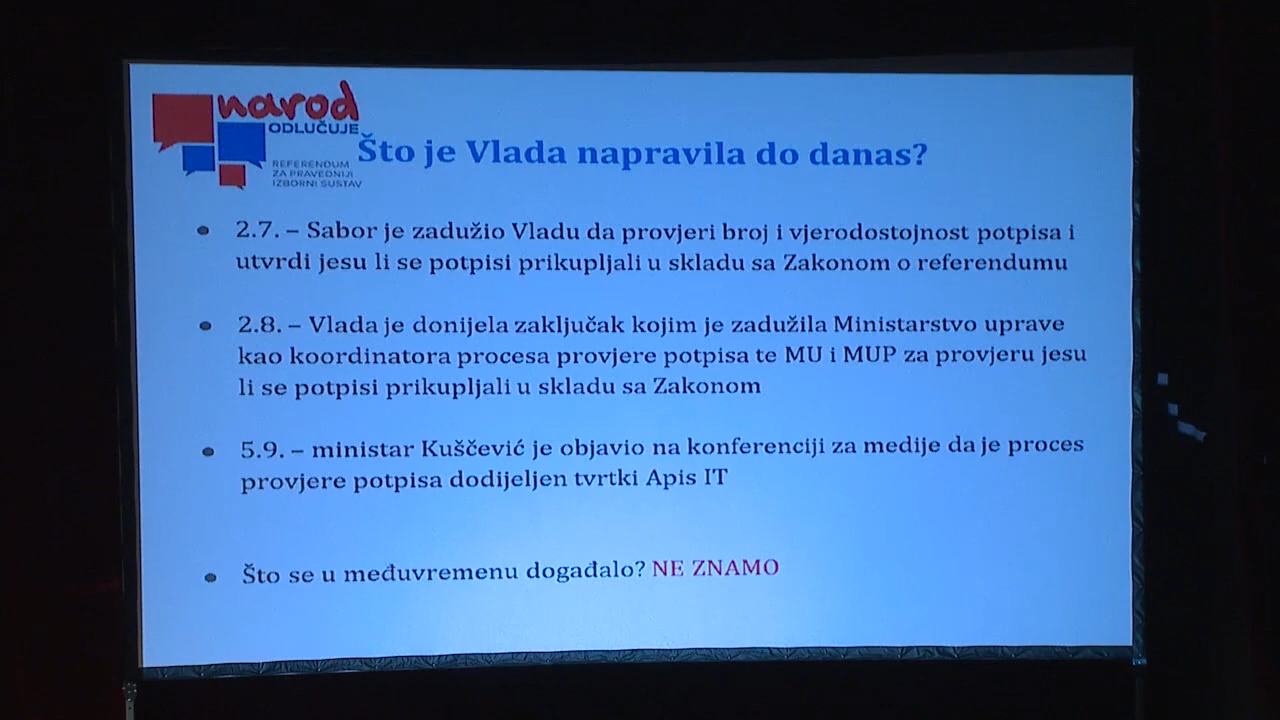 narod
ODLUČUJE
REFERENDUM
ZA PRAVEDNIJI
IZBORNI SUSTAV
Što je Vlada napravila do danas?
2.7. – Sabor je zadužio Vladu da provjeri broj i vjerodostojnost potpisa i
utvrdi jesu li se potpisi prikupljali u skladu sa Zakonom o referendumu
2.8. – Vlada je donijela zaključak kojim je zadužila Ministarstvo uprave
kao koordinatora procesa provjere potpisa te MU i MUP za provjeru jesu
li se potpisi prikupljali u skladu sa Zakonom
5.9. – ministar Kuščević je objavio na konferenciji za medije da je proces
provjere potpisa dodijeljen tvrtki Apis IT
Što se u međuvremenu događalo? NE ZNAMO